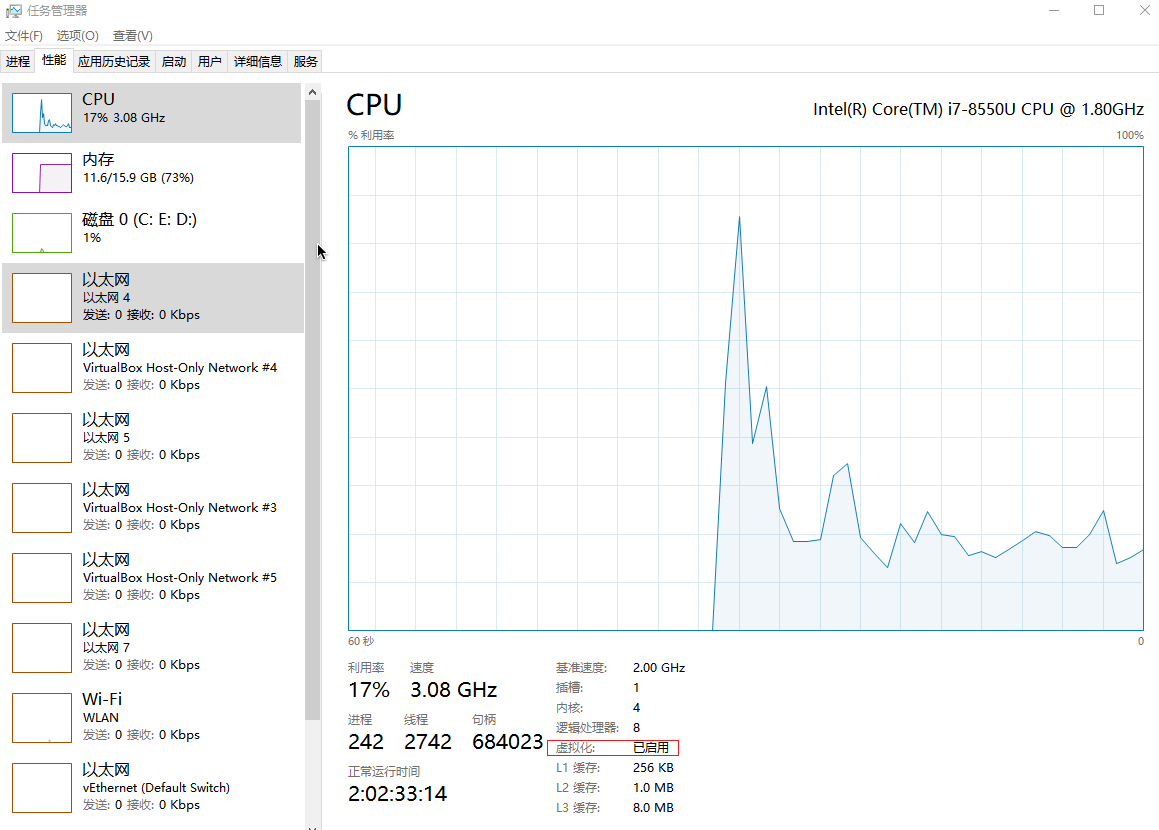 任务管理器
文件(F) 选项(O) 查看(V)
进程 性能 应用历史记录 启动 用户 详细信息 服务
CPU
17% 3.08 GHz
内存
11.6/15.9 GB (73%)
磁盘 0 (C: E: D:)
1%
以太网
以太网 4
发送: 0 接收: 0 Kbps
以太网
VirtualBox Host-Only Network #4
发送: 0 接收: 0 Kbps
以太网
以太网 5
发送: 0 接收: 0 Kbps
以太网
VirtualBox Host-Only Network #3
发送: 0 接收: 0 Kbps
以太网
VirtualBox Host-Only Network #5
发送: 0 接收: 0 Kbps
以太网
以太网 7
发送: 0 接收: 0 Kbps
Wi-Fi
WLAN
发送: 0 接收: 0 Kbps
以太网
vEthernet (Default Switch)
发送: 0 接收: 0 Kbps
CPU
Intel(R) Core(TM) i7-8550U CPU @ 1.80GHz
% 利用率 100%
60 秒 0
利用率 速度
17% 3.08 GHz
进程 线程 句柄
242 2742 684023
正常运行时间
2:02:33:14
基准速度: 2.00 GHz
插槽: 1
内核: 4
逻辑处理器: 8
虚拟化: 已启用
L1 缓存: 256 KB
L2 缓存: 1.0 MB
L3 缓存: 8.0 MB